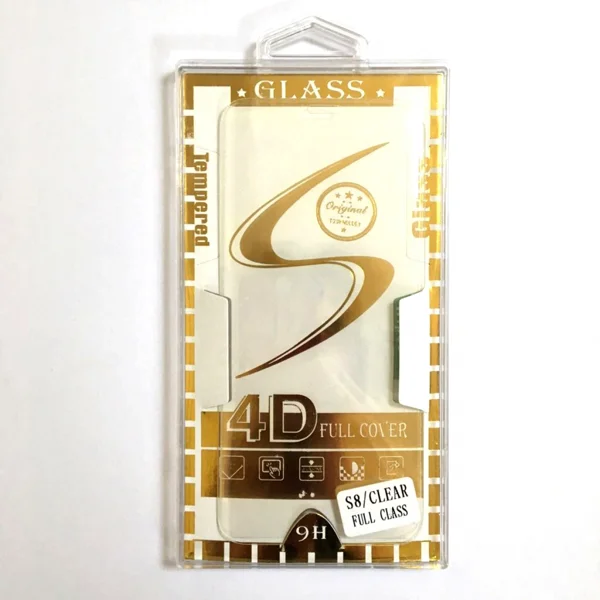 GLASS
Tempered
Glass
S
Original
4D FULL COVER
S8/CLEAR
FULL CLASS
9H